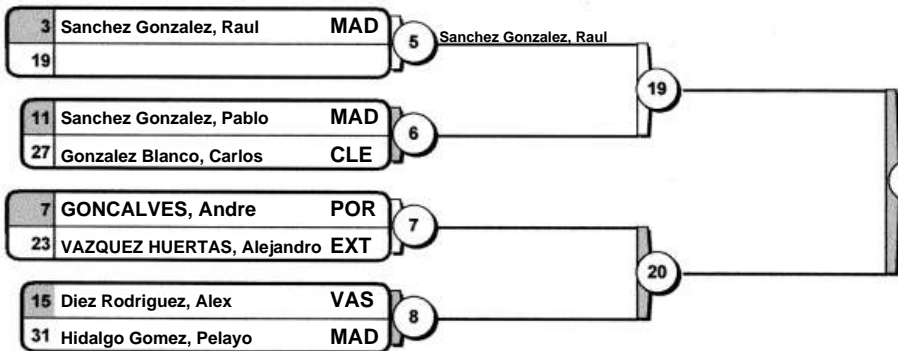 3 Sanchez Gonzalez, Raul MAD
5 Sanchez Gonzalez, Raul
19
19
11 Sanchez Gonzalez, Pablo MAD
6
27 Gonzalez Blanco, Carlos CLE
7 GONCALVES, Andre POR
7
23 VAZQUEZ HUERTAS, Alejandro EXT
20
15 Diez Rodriguez, Alex VAS
8
31 Hidalgo Gomez, Pelayo MAD